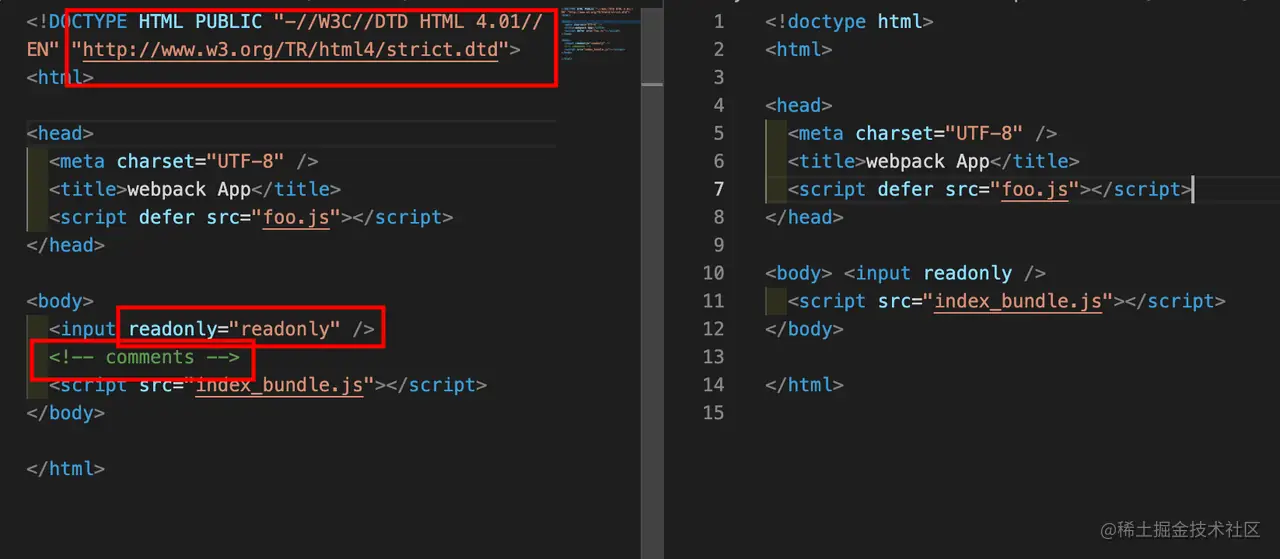 <!DOCTYPE HTML PUBLIC "-//W3C//DTD HTML 4.01//
EN" "http://www.w3.org/TR/html4/strict.dtd">
<html>
<head>
<meta charset="UTF-8" />
<title>webpack App</title>
<script defer src="foo.js"></script>
</head>
<body>
<input readonly="readonly" />
<!-- comments -->
<script src="index_bundle.js"></script>
</body>
</html>
1 <!doctype html>
2 <html>
3
4 <head>
5 <meta charset="UTF-8" />
6 <title>webpack App</title>
7 <script defer src="foo.js"></script>
8 </head>
9
10 <body> <input readonly />
11 <script src="index_bundle.js"></script>
12 </body>
13
14 </html>
15
@稀土掘金技术社区